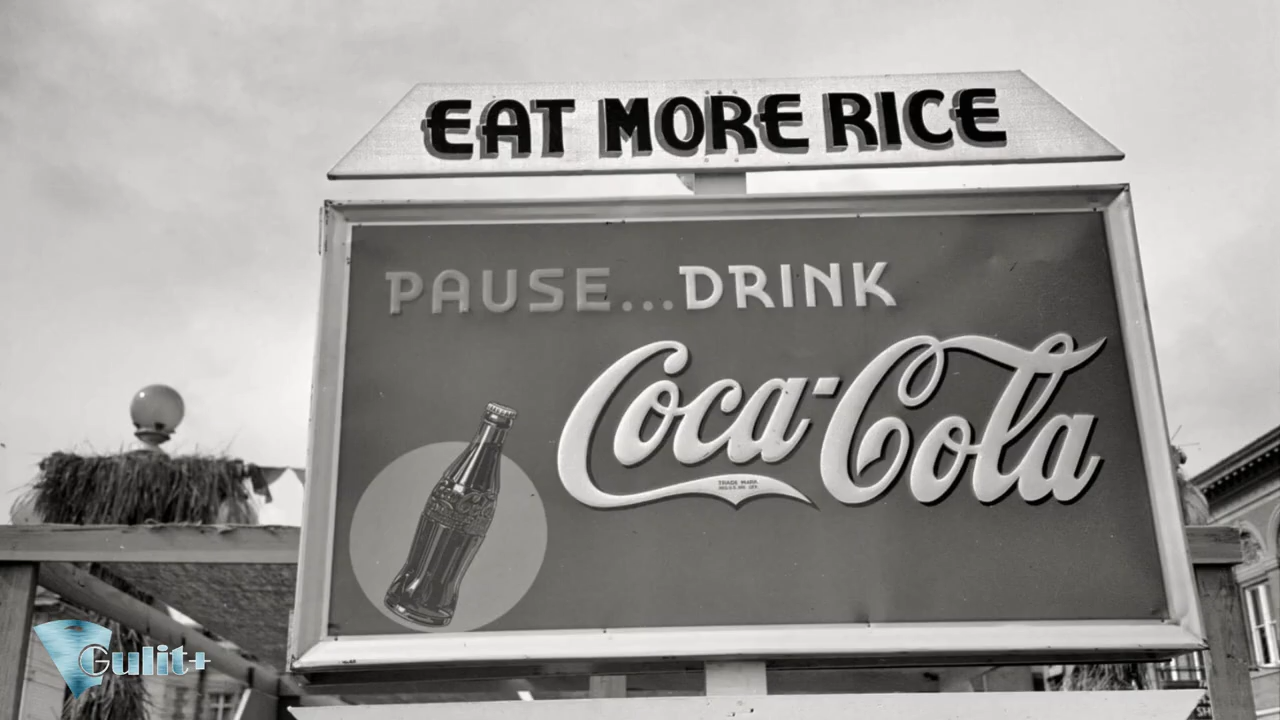 EAT MORE RICE
PAUSE...DRINK
Coca-Cola
TRADE MARK
Gulit+